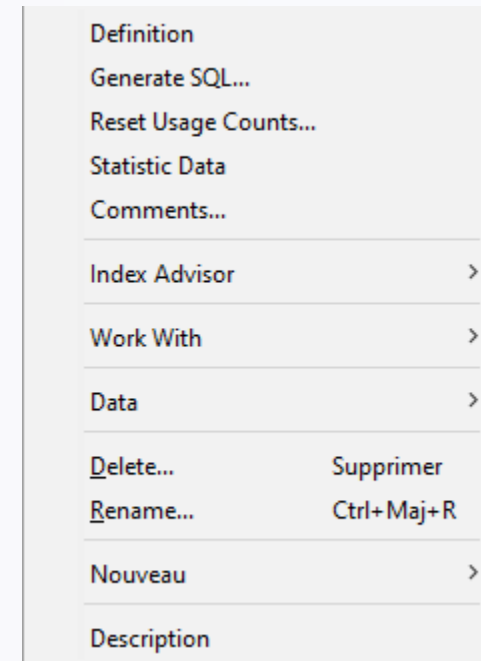 Definition
Generate SQL...
Reset Usage Counts...
Statistic Data
Comments...
Index Advisor
Work With
Data
Delete... Supprimer
Rename... Ctrl+Maj+R
Nouveau
Description